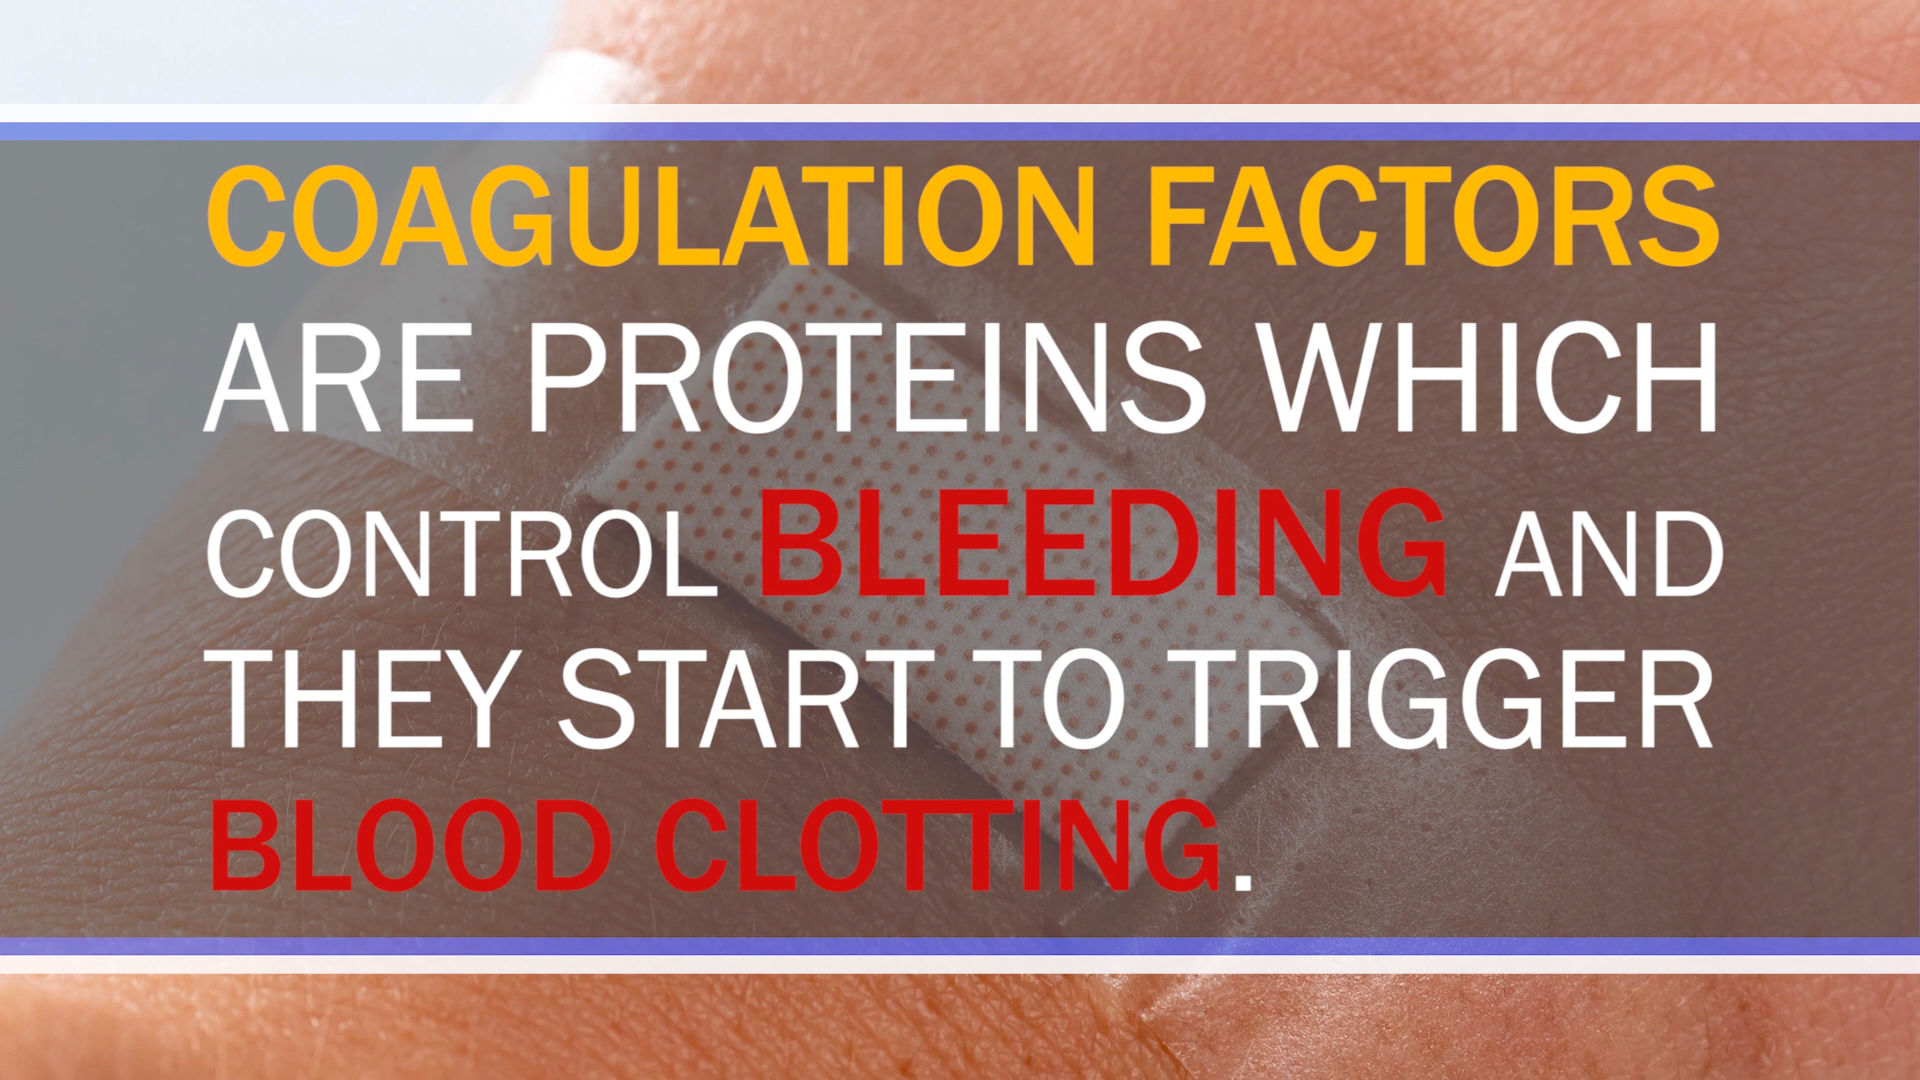 COAGULATION FACTORS
ARE PROTEINS WHICH
CONTROL BLEEDING AND
THEY START TO TRIGGER
BLOOD CLOTTING.